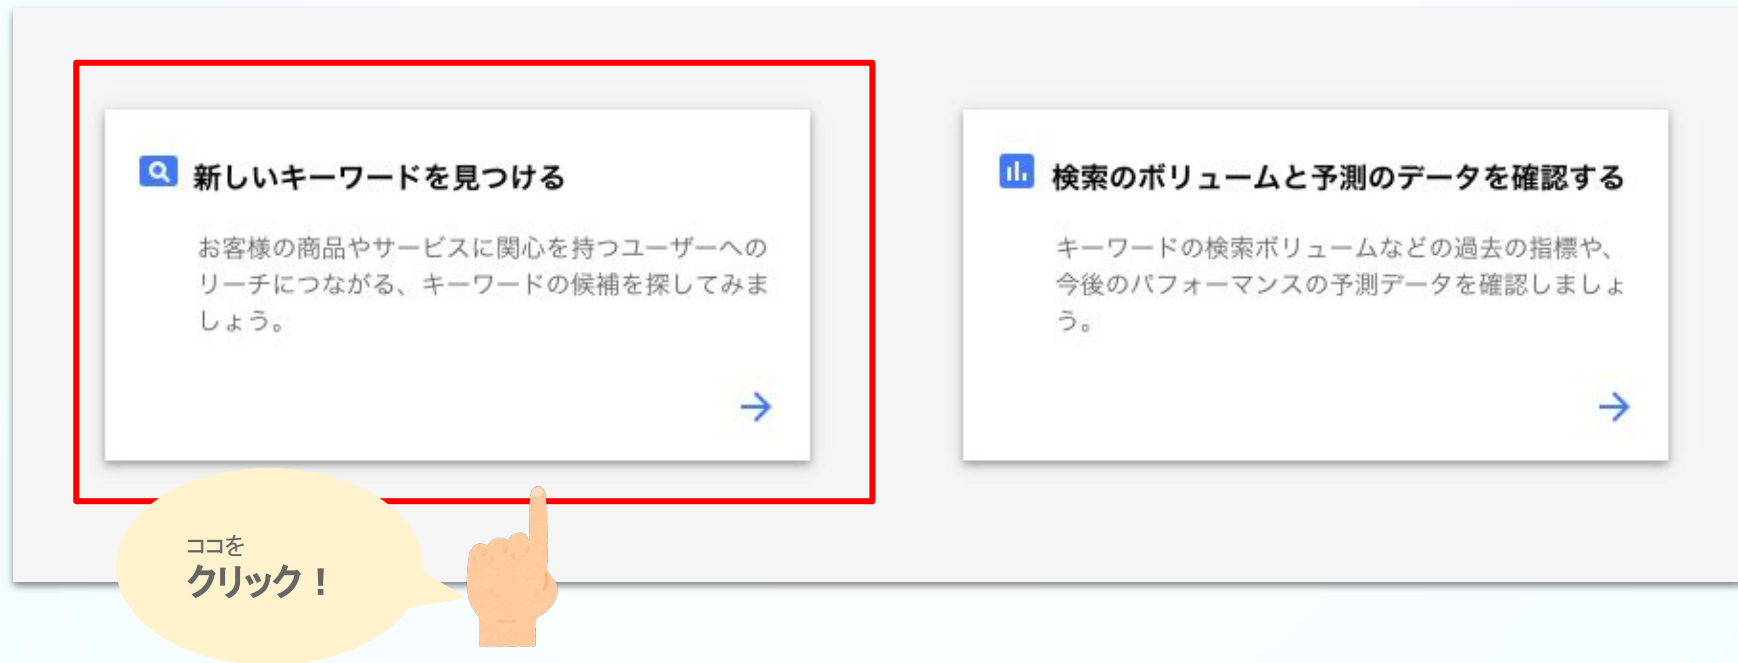 新しいキーワードを見つける
お客様の商品やサービスに関心を持つユーザーへの
リーチにつながる、キーワードの候補を探してみま
しょう。
検索のボリュームと予測のデータを確認する
キーワードの検索ボリュームなどの過去の指標や、
今後のパフォーマンスの予測データを確認しましょ
う。
ココを
クリック！